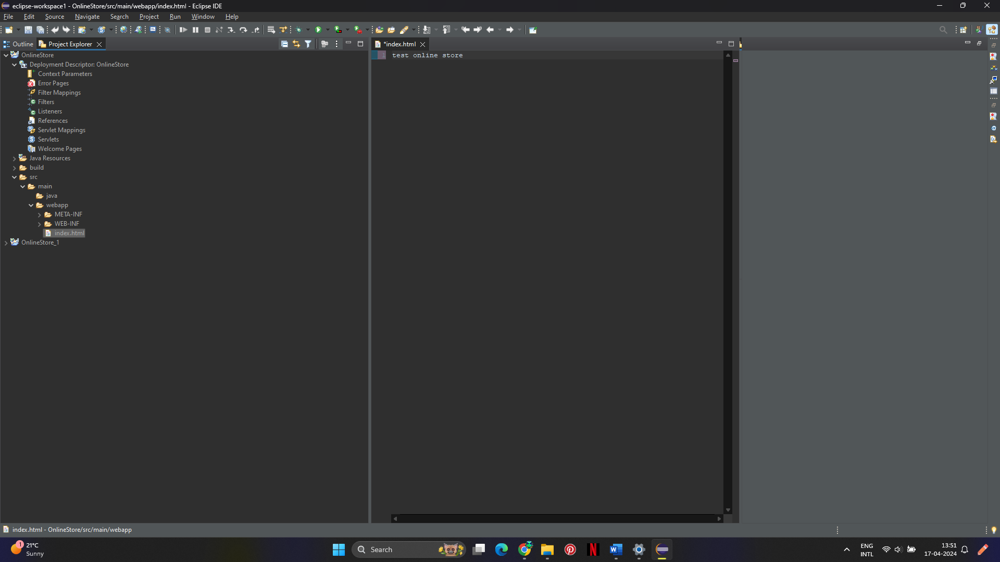 eclipse-workspace1 - OnlineStore/src/main/webapp/index.html - Eclipse IDE
File Edit Source Navigate Search Project Run Window Help
Outline Project Explorer
*index.html
OnlineStore
Deployment Descriptor: OnlineStore
Context Parameters
Error Pages
Filter Mappings
Filters
Listeners
References
Servlet Mappings
Servlets
Welcome Pages
Java Resources
build
src
main
java
webapp
META-INF
WEB-INF
index.html
OnlineStore_1
1 test online store
index.html - OnlineStore/src/main/webapp
1
21°C
Sunny
Search
ENG
INTL
13:51
17-04-2024